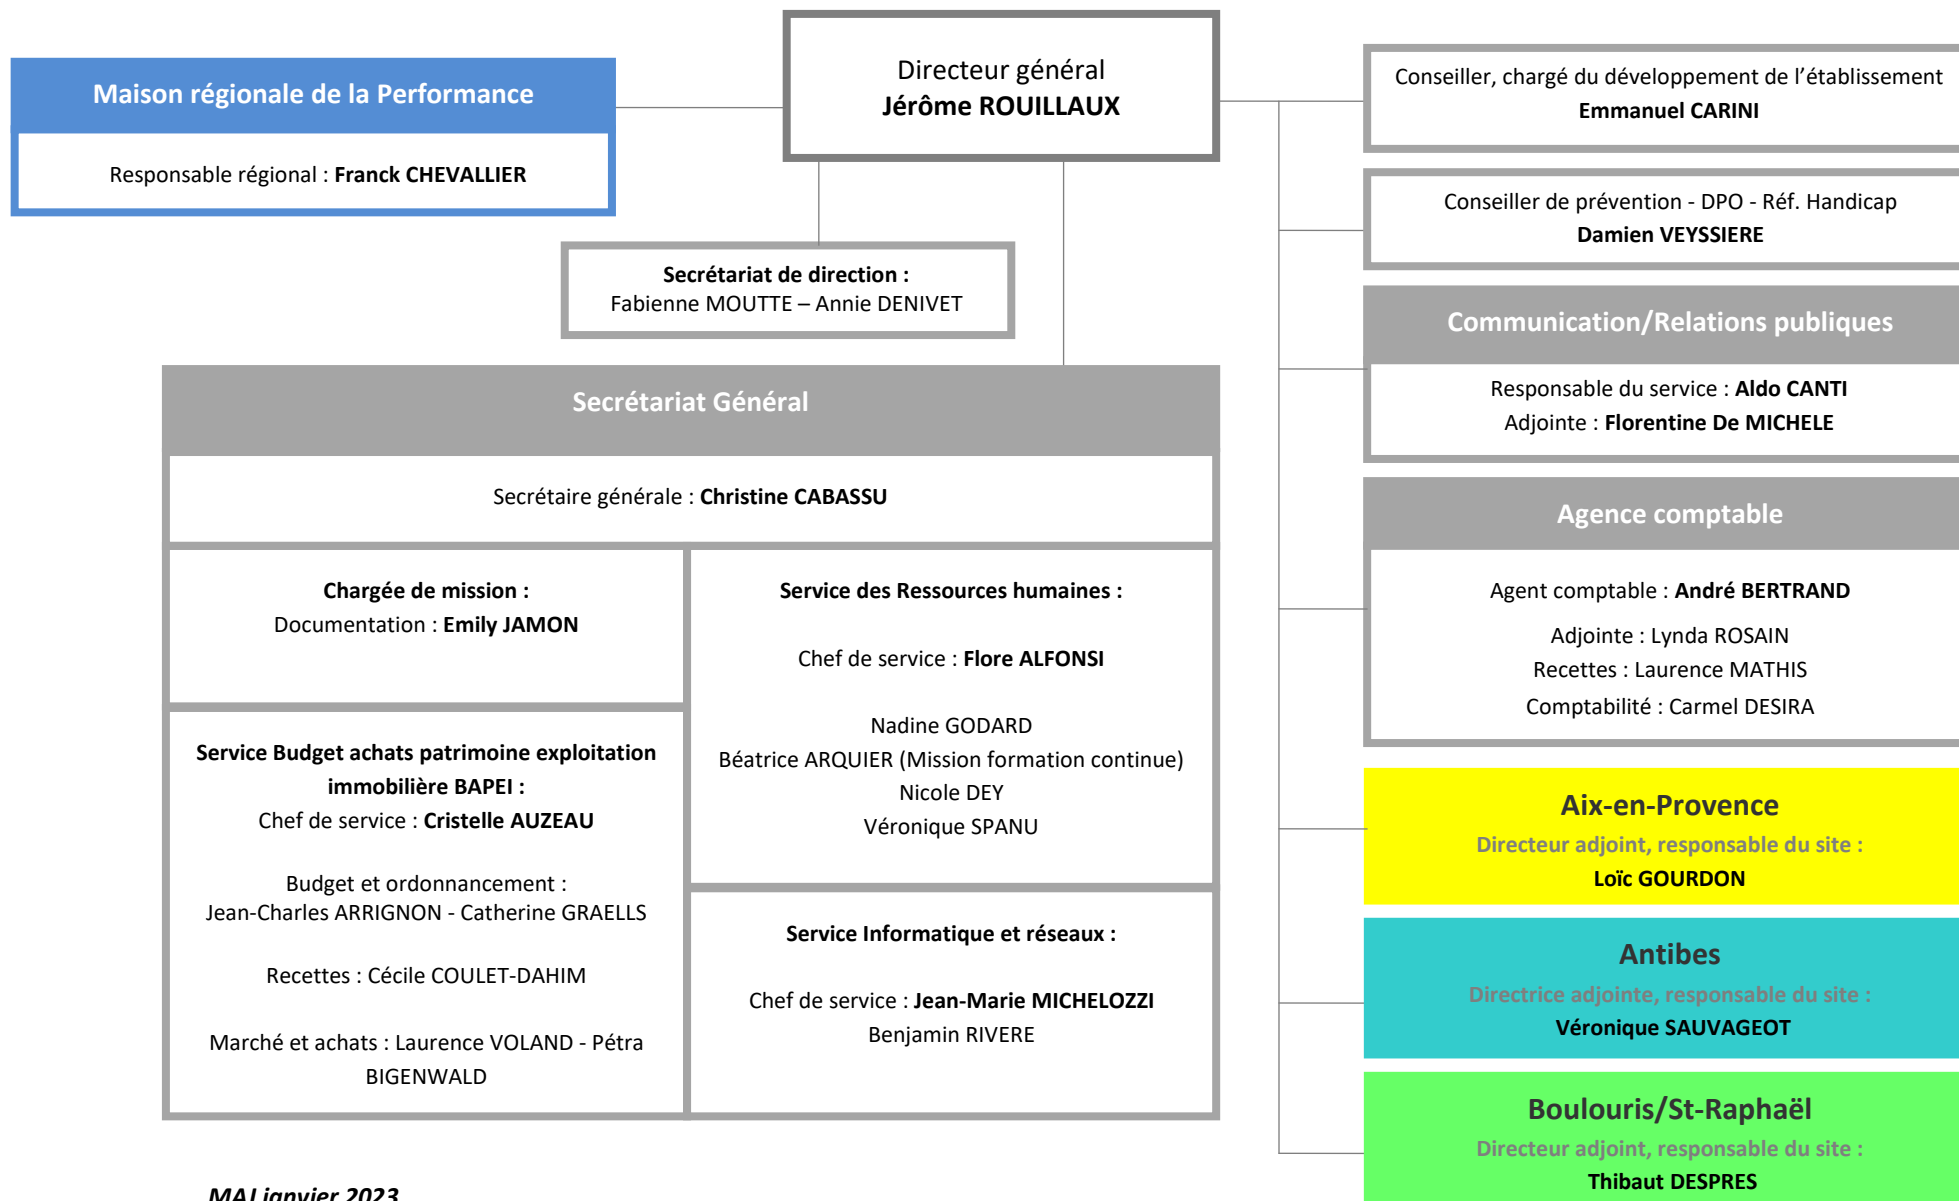 Directeur général
Jérôme ROUILLAUX
Maison régionale de la Performance
Responsable régional : Franck CHEVALLIER
Secrétariat de direction :
Fabienne MOUTTE – Annie DENIVET
Secrétariat Général
Secrétaire générale : Christine CABASSU
Chargée de mission :
Documentation : Emily JAMON
Service Budget achats patrimoine exploitation
immobilière BAPEI :
Chef de service : Cristelle AUZEAU
Budget et ordonnancement :
Jean-Charles ARRIGNON - Catherine GRAELLS
Recettes : Cécile COULET-DAHIM
Marché et achats : Laurence VOLAND - Pétra
BIGENWALD
Service des Ressources humaines :
Chef de service : Flore ALFONSI
Nadine GODARD
Béatrice ARQUIER (Mission formation continue)
Nicole DEY
Véronique SPANU
Service Informatique et réseaux :
Chef de service : Jean-Marie MICHELOZZI
Benjamin RIVERE
Conseiller, chargé du développement de l’établissement
Emmanuel CARINI
Conseiller de prévention - DPO - Réf. Handicap
Damien VEYSSIERE
Communication/Relations publiques
Responsable du service : Aldo CANTI
Adjointe : Florentine De MICHELE
Agence comptable
Agent comptable : André BERTRAND
Adjointe : Lynda ROSAIN
Recettes : Laurence MATHIS
Comptabilité : Carmel DESIRA
Aix-en-Provence
Directeur adjoint, responsable du site :
Loïc GOURDON
Antibes
Directrice adjointe, responsable du site :
Véronique SAUVAGEOT
Boulouris/St-Raphaël
Directeur adjoint, responsable du site :
Thibaut DESPRES
MAJ janvier 2023